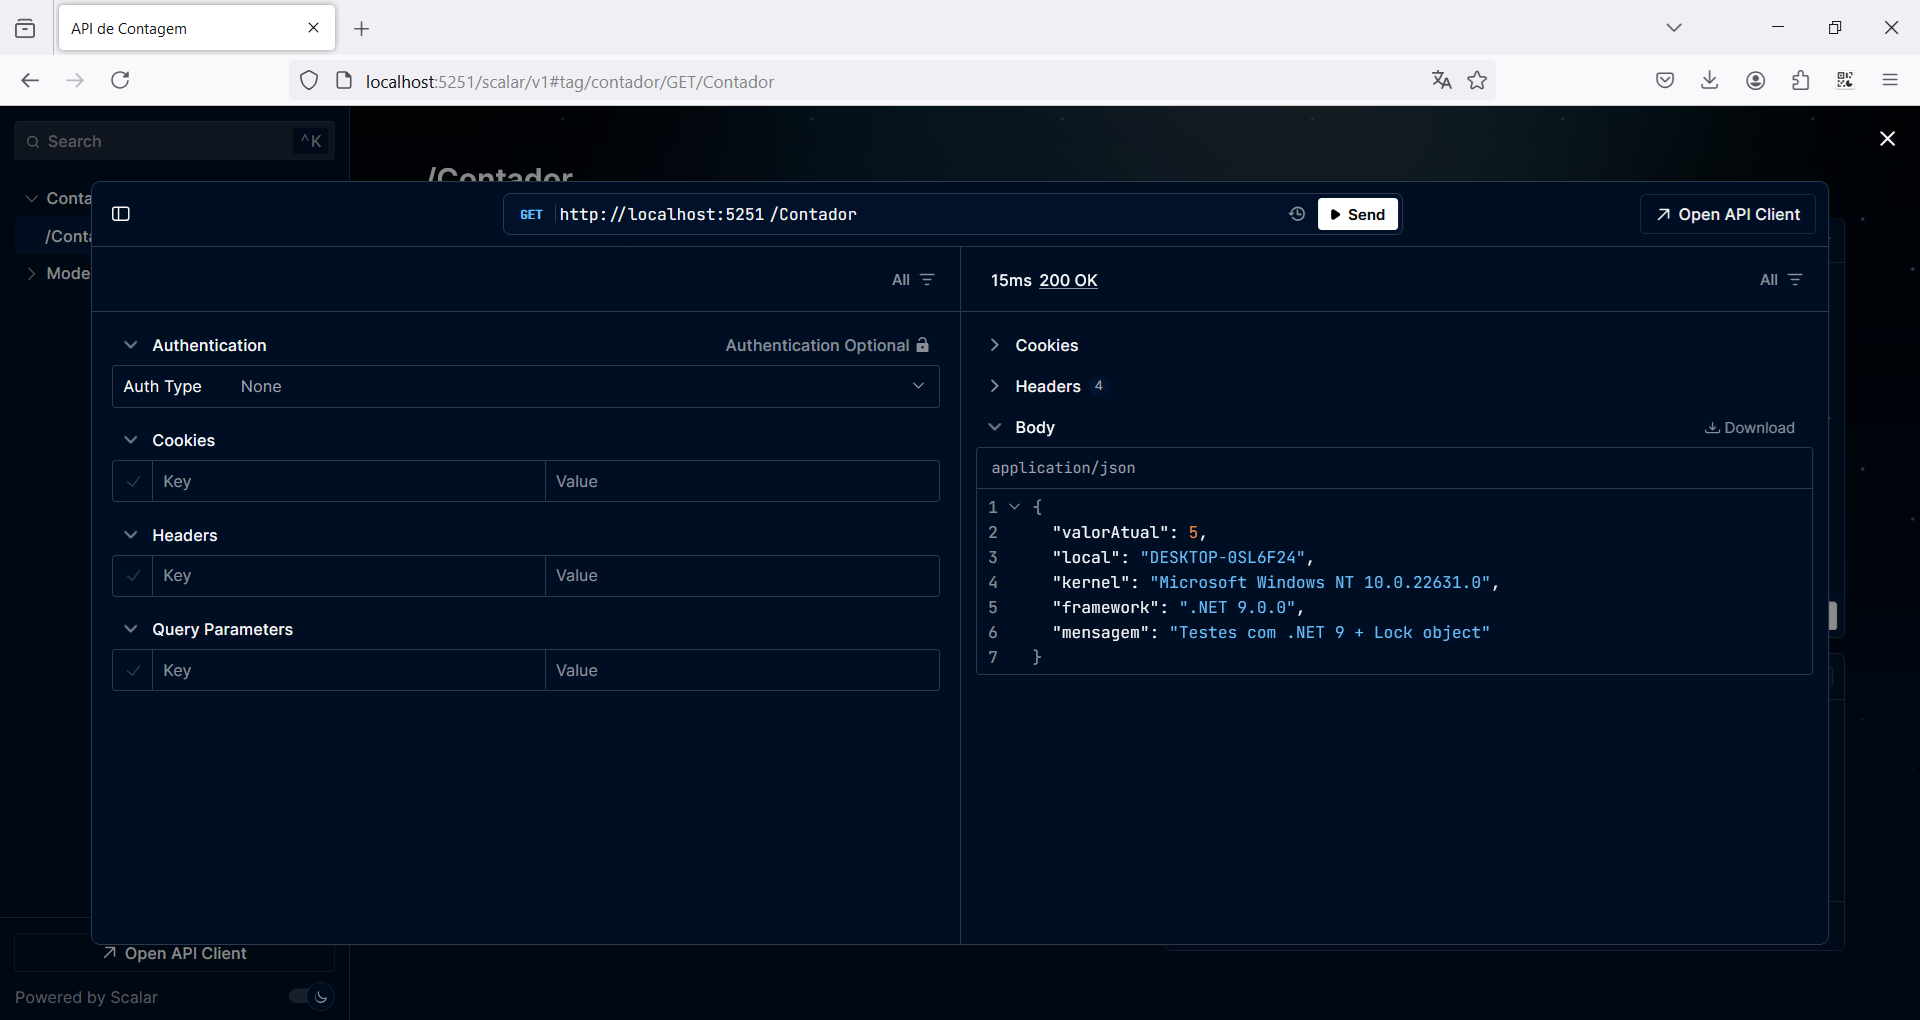 API de Contagem
localhost:5251/scalar/v1#tag/contador/GET/Contador
Search
^K
/Contador
Conta
/Conta
Mode
GET http://localhost:5251 /Contador
Send
Open API Client
All
15ms 200 OK
All
Authentication
Authentication Optional
Auth Type None
Cookies
Key Value
Headers
Key Value
Query Parameters
Key Value
Cookies
Headers 4
Body
Download
application/json
1 {
2 "valorAtual": 5,
3 "local": "DESKTOP-0SL6F24",
4 "kernel": "Microsoft Windows NT 10.0.22631.0",
5 "framework": ".NET 9.0.0",
6 "mensagem": "Testes com .NET 9 + Lock object"
7 }
Open API Client
Powered by Scalar